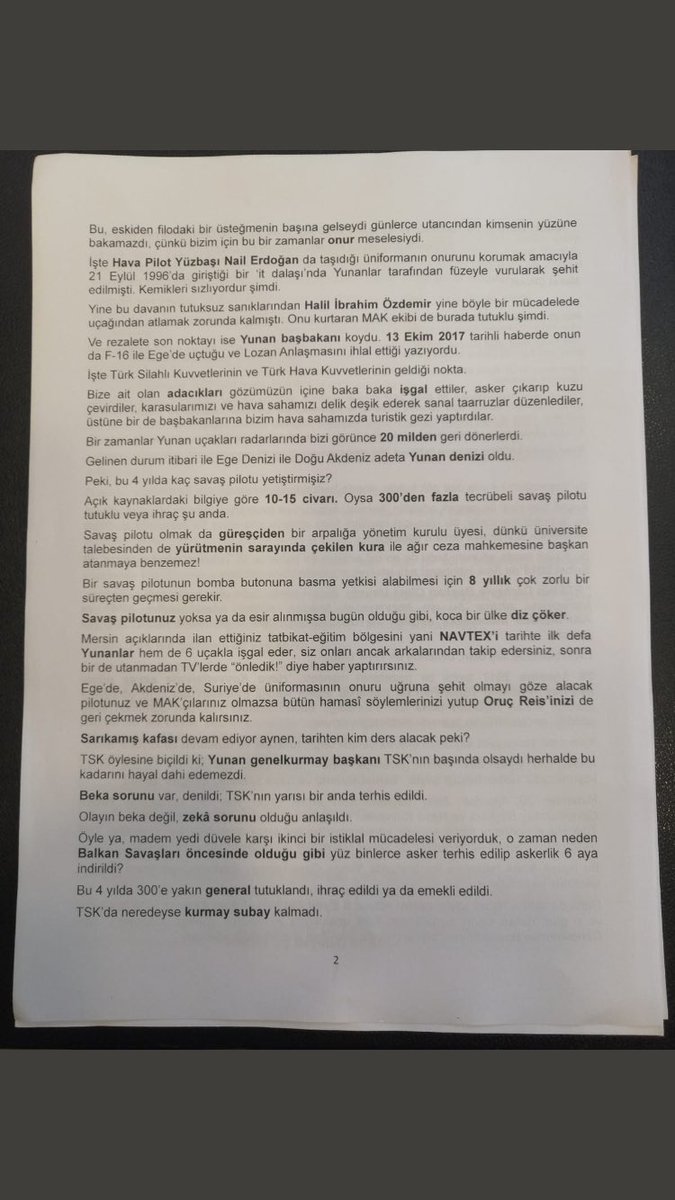 Bu, eskiden filodaki bir üsteğmenin başına gelseydi günlerce utancından kimsenin yüzüne
bakamazdı, çünkü bizim için bu bir zamanlar onur meselesiydi.
İşte Hava Pilot Yüzbaşı Nail Erdoğan da taşıdığı üniformanın onurunu korumak amacıyla
21 Eylül 1996'da giriştiği bir 'it dalaşı'nda Yunanlar tarafından füzeyle vurularak şehit
edilmişti. Kemikleri sızlıyordur şimdi.
Yine bu davanın tutuksuz sanıklarından Halil İbrahim Özdemir yine böyle bir mücadelede
uçağından atlamak zorunda kalmıştı. Onu kurtaran MAK ekibi de burada tutuklu şimdi.
Ve rezalete son noktayı ise Yunan başbakanı koydu. 13 Ekim 2017 tarihli haberde onun
da F-16 ile Ege'de uçtuğu ve Lozan Anlaşmasını ihlal ettiği yazıyordu.
İşte Türk Silahlı Kuvvetlerinin ve Türk Hava Kuvvetlerinin geldiği nokta.
Bize ait olan adacıkları gözümüzün içine baka baka işgal ettiler, asker çıkarıp kuzu
çevirdiler, karasularımızı ve hava sahamızı delik deşik ederek sanal taarruzlar düzenlediler,
üstüne bir de başbakanlarına bizim hava sahamızda turistik gezi yaptırdılar.
Bir zamanlar Yunan uçakları radarlarında bizi görünce 20 milden geri dönerlerdi.
Gelinen durum itibari ile Ege Denizi ile Doğu Akdeniz adeta Yunan denizi oldu.
Peki, bu 4 yılda kaç savaş pilotu yetiştirmişiz?
Açık kaynaklardaki bilgiye göre 10-15 civarı. Oysa 300'den fazla tecrübeli savaş pilotu
tutuklu veya ihraç şu anda.
Savaş pilotu olmak da güreşçiden bir arpalığa yönetim kurulu üyesi, dünkü üniversite
talebesinden de yürütmenin sarayında çekilen kura ile ağır ceza mahkemesine başkan
atanmaya benzemez!
Bir savaş pilotunun bomba butonuna basma yetkisi alabilmesi için 8 yıllık çok zorlu bir
süreçten geçmesi gerekir.
Savaş pilotunuz yoksa ya da esir alınmışsa bugün olduğu gibi, koca bir ülke diz çöker.
Mersin açıklarında ilan ettiğiniz tatbikat-eğitim bölgesini yani NAVTEX'i tarihte ilk defa
Yunanlar hem de 6 uçakla işgal eder, siz onları ancak arkalarından takip edersiniz, sonra
bir de utanmadan TV'lerde "önledik!" diye haber yaptırırsınız.
Ege'de, Akdeniz'de, Suriye'de üniformasının onuru uğruna şehit olmayı göze alacak
pilotunuz ve MAK'çılarınız olmazsa bütün hamasî söylemlerinizi yutup Oruç Reis'inizi de
geri çekmek zorunda kalırsınız.
Sarıkamış kafası devam ediyor aynen, tarihten kim ders alacak peki?
TSK öylesine biçildi ki; Yunan genelkurmay başkanı TSK'nın başında olsaydı herhalde bu
kadarını hayal dahi edemezdi.
Beka sorunu var, denildi; TSK'nın yarısı bir anda terhis edildi.
Olayın beka değil, zekâ sorunu olduğu anlaşıldı.
Öyle ya, madem yedi düvele karşı ikinci bir istiklal mücadelesi veriyorduk, o zaman neden
Balkan Savaşları öncesinde olduğu gibi yüz binlerce asker terhis edilip askerlik 6 aya
indirildi?
Bu 4 yılda 300'e yakın general tutuklandı, ihraç edildi ya da emekli edildi.
TSK'da neredeyse kurmay subay kalmadı.
2